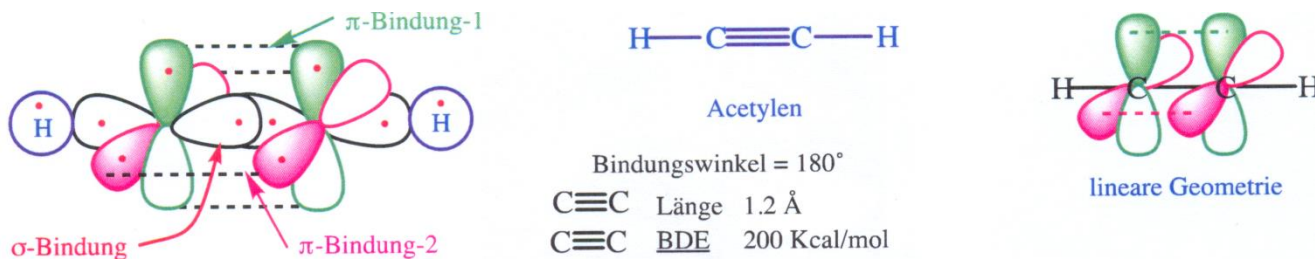 π-Bindung-1
H
H
σ-Bindung
π-Bindung-2
H—C≡C—H
Acetylen
Bindungswinkel = 180°
C≡C Länge 1.2 Å
C≡C BDE 200 Kcal/mol
H C C H
lineare Geometrie